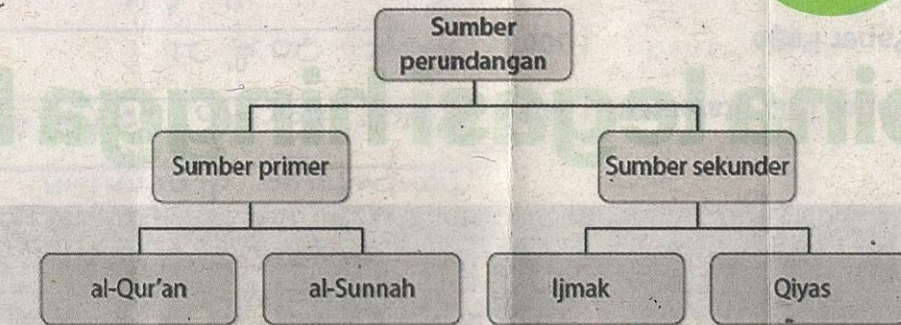 Sumber
perundangan
Sumber primer
Sumber sekunder
al-Qur'an
al-Sunnah
Ijmak
Qiyas